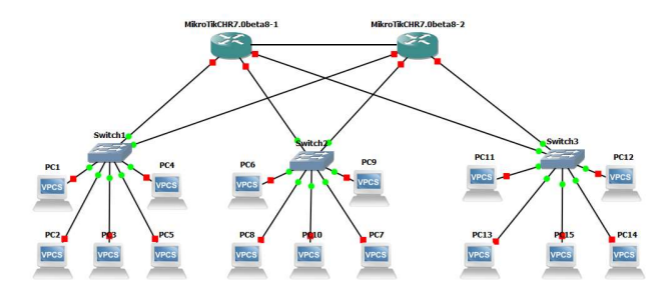 MikroTikCHR7.0beta8-1
MikroTikCHR7.0beta8-2
Switch1
Switch2
Switch3
PC1
PC4
PC6
PC9
PC11
PC12
VPCS
VPCS
VPCS
VPCS
VPCS
VPCS
PC2
PC3
PC5
PC8
PC10
PC7
PC13
PC15
PC14
VPCS
VPCS
VPCS
VPCS
VPCS
VPCS
VPCS
VPCS
VPCS